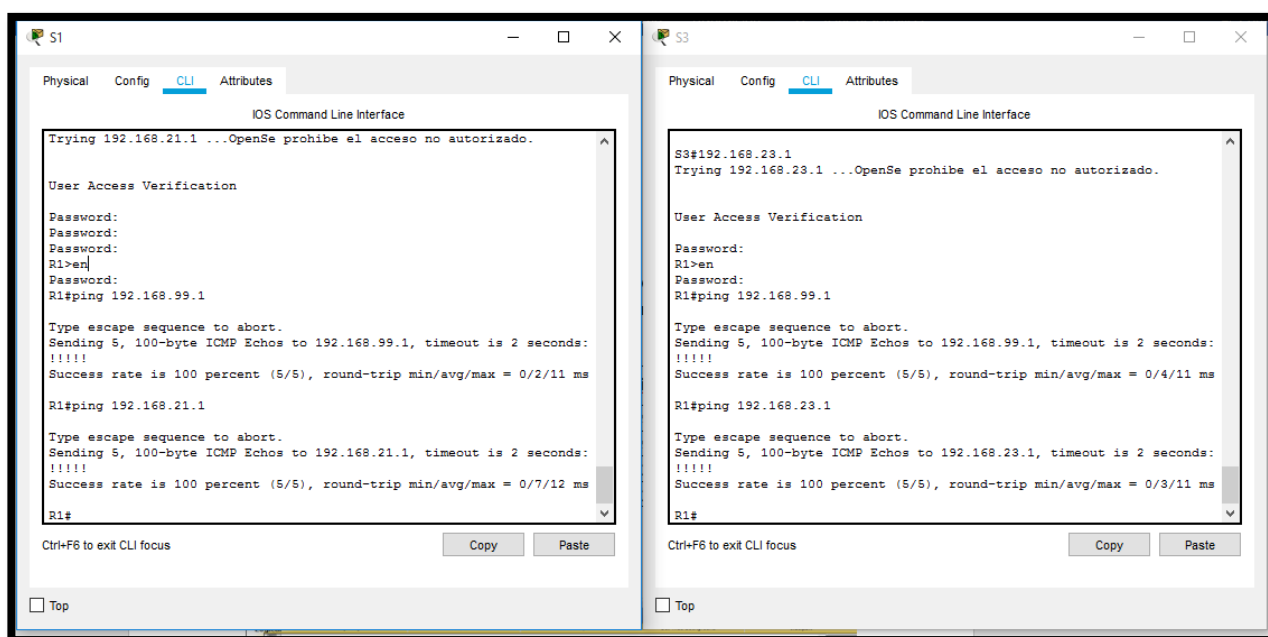 S1
Physical Config CLI Attributes
IOS Command Line Interface
Trying 192.168.21.1 ...OpenSe prohibe el acceso no autorizado.
User Access Verification
Password:
Password:
Password:
R1>en
Password:
R1#ping 192.168.99.1
Type escape sequence to abort.
Sending 5, 100-byte ICMP Echos to 192.168.99.1, timeout is 2 seconds:
!!!!!
Success rate is 100 percent (5/5), round-trip min/avg/max = 0/2/11 ms
R1#ping 192.168.21.1
Type escape sequence to abort.
Sending 5, 100-byte ICMP Echos to 192.168.21.1, timeout is 2 seconds:
!!!!!
Success rate is 100 percent (5/5), round-trip min/avg/max = 0/7/12 ms
R1#
Ctrl+F6 to exit CLI focus
Copy Paste
Top
S3
Physical Config CLI Attributes
IOS Command Line Interface
S3#192.168.23.1
Trying 192.168.23.1 ...OpenSe prohibe el acceso no autorizado.
User Access Verification
Password:
R1>en
Password:
R1#ping 192.168.99.1
Type escape sequence to abort.
Sending 5, 100-byte ICMP Echos to 192.168.99.1, timeout is 2 seconds:
!!!!!
Success rate is 100 percent (5/5), round-trip min/avg/max = 0/4/11 ms
R1#ping 192.168.23.1
Type escape sequence to abort.
Sending 5, 100-byte ICMP Echos to 192.168.23.1, timeout is 2 seconds:
!!!!!
Success rate is 100 percent (5/5), round-trip min/avg/max = 0/3/11 ms
R1#
Ctrl+F6 to exit CLI focus
Copy Paste
Top